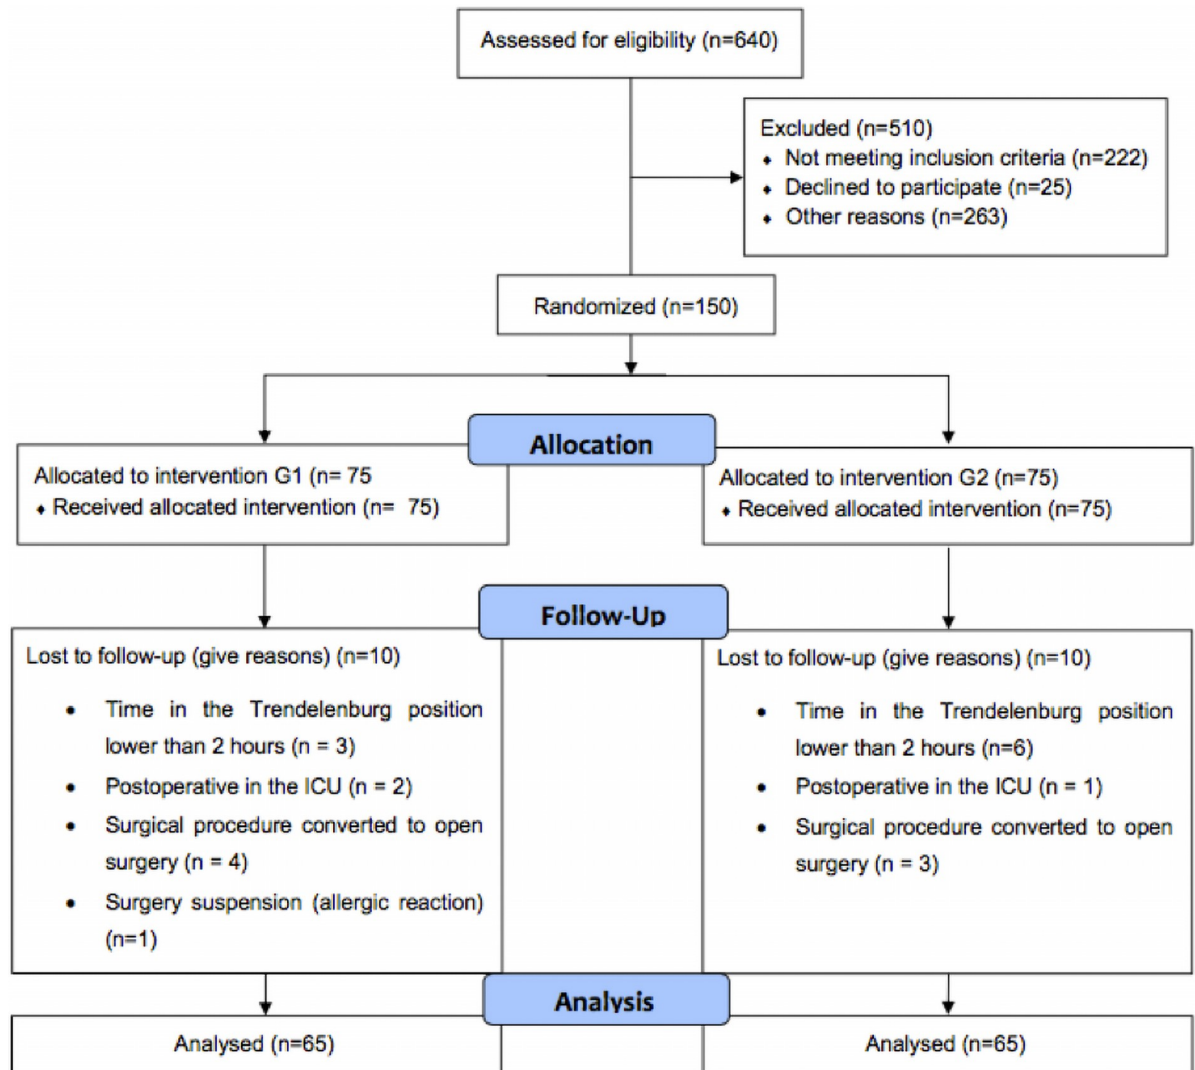 Assessed for eligibility (n=640)
Excluded (n=510)
⬧ Not meeting inclusion criteria (n=222)
⬧ Declined to participate (n=25)
⬧ Other reasons (n=263)
Randomized (n=150)
Allocation
Allocated to intervention G1 (n= 75
⬧ Received allocated intervention (n= 75)
Allocated to intervention G2 (n=75)
⬧ Received allocated intervention (n=75)
Follow-Up
Lost to follow-up (give reasons) (n=10)
• Time in the Trendelenburg position
lower than 2 hours (n = 3)
• Postoperative in the ICU (n = 2)
• Surgical procedure converted to open
surgery (n = 4)
• Surgery suspension (allergic reaction)
(n=1)
Lost to follow-up (give reasons) (n=10)
• Time in the Trendelenburg position
lower than 2 hours (n=6)
• Postoperative in the ICU (n = 1)
• Surgical procedure converted to open
surgery (n = 3)
Analysis
Analysed (n=65)
Analysed (n=65)